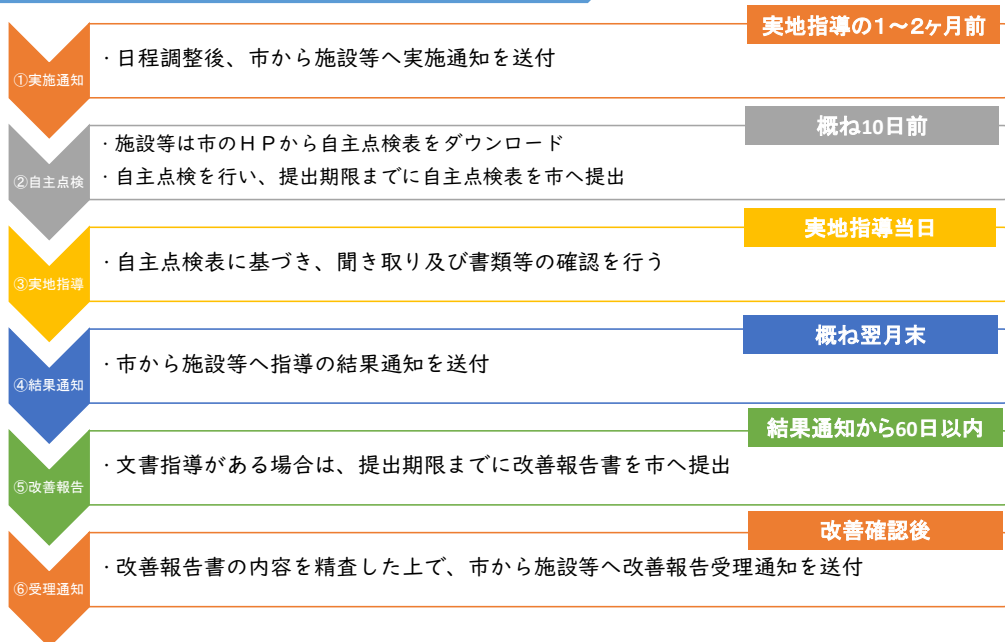 実地指導の1～2ヶ月前
①実施通知
・日程調整後、市から施設等へ実施通知を送付
概ね10日前
②自主点検
・施設等は市のＨＰから自主点検表をダウンロード
・自主点検を行い、提出期限までに自主点検表を市へ提出
実地指導当日
③実地指導
・自主点検表に基づき、聞き取り及び書類等の確認を行う
概ね翌月末
④結果通知
・市から施設等へ指導の結果通知を送付
結果通知から60日以内
⑤改善報告
・文書指導がある場合は、提出期限までに改善報告書を市へ提出
改善確認後
⑥受理通知
・改善報告書の内容を精査した上で、市から施設等へ改善報告受理通知を送付